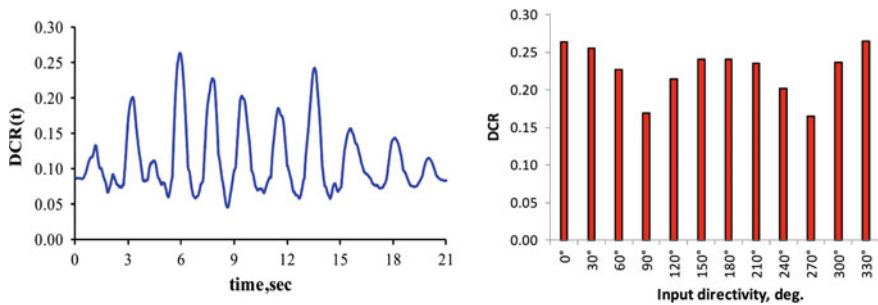 0.30
0.25
0.20
0.15
0.10
0.05
0.00
DCR(t)
0 3 6 9 12 15 18 21
time,sec
0.30
0.25
0.20
0.15
0.10
0.05
0.00
DCR
0° 30° 60° 90° 120° 150° 180° 210° 240° 270° 300° 330°
Input directivity, deg.